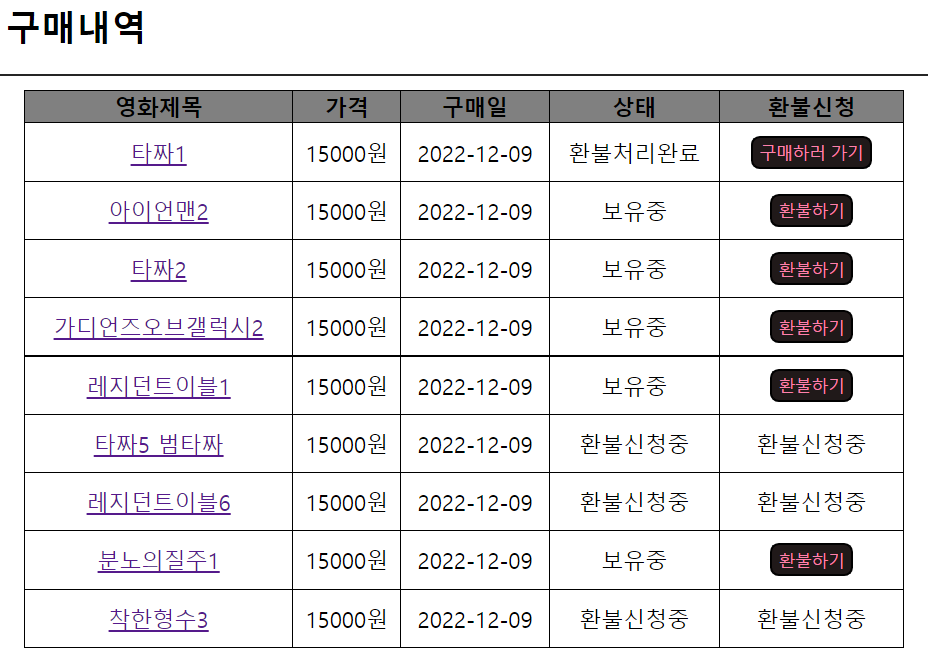 구매내역
영화제목 가격 구매일 상태 환불신청
타짜1 15000원 2022-12-09 환불처리완료 구매하러 가기
아이언맨2 15000원 2022-12-09 보유중 환불하기
타짜2 15000원 2022-12-09 보유중 환불하기
가디언즈오브갤럭시2 15000원 2022-12-09 보유중 환불하기
레지던트이블1 15000원 2022-12-09 보유중 환불하기
타짜5 범타짜 15000원 2022-12-09 환불신청중 환불신청중
레지던트이블6 15000원 2022-12-09 환불신청중 환불신청중
분노의질주1 15000원 2022-12-09 보유중 환불하기
착한형수3 15000원 2022-12-09 환불신청중 환불신청중